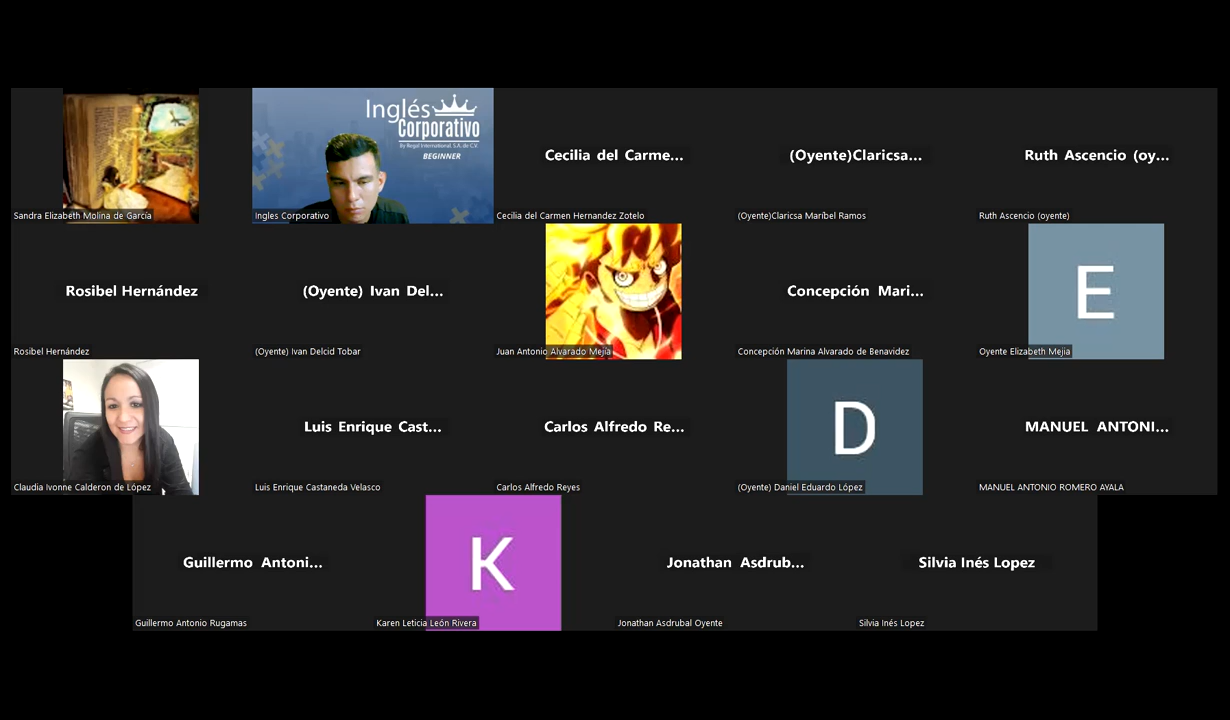 Inglés
Corporativo
By Regal International, S.A. de C.V.
BEGINNER
Cecilia del Carme...
(Oyente)Claricsa...
Ruth Ascencio (oy...
Sandra Elizabeth Molina de García
Ingles Corporativo
Cecilia del Carmen Hernandez Zotelo
(Oyente)Claricsa Maríbel Ramos
Ruth Ascencio (oyente)
Rosibel Hernández
(Oyente) Ivan Del...
Concepción Mari...
E
Rosibel Hernández
(Oyente) Ivan Delcid Tobar
Juan Antonio Alvarado Mejía
Concepción Marina Alvarado de Benavidez
Oyente Elizabeth Mejia
Luis Enrique Cast...
Carlos Alfredo Re...
D
MANUEL ANTONI...
Claudia Ivonne Calderon de López
Luis Enrique Castaneda Velasco
Carlos Alfredo Reyes
(Oyente) Daniel Eduardo López
MANUEL ANTONIO ROMERO AYALA
Guillermo Antoni...
K
Jonathan Asdrub...
Silvia Inés Lopez
Guillermo Antonio Rugamas
Karen Leticia León Rivera
Jonathan Asdrubal Oyente
Silvia Inés Lopez